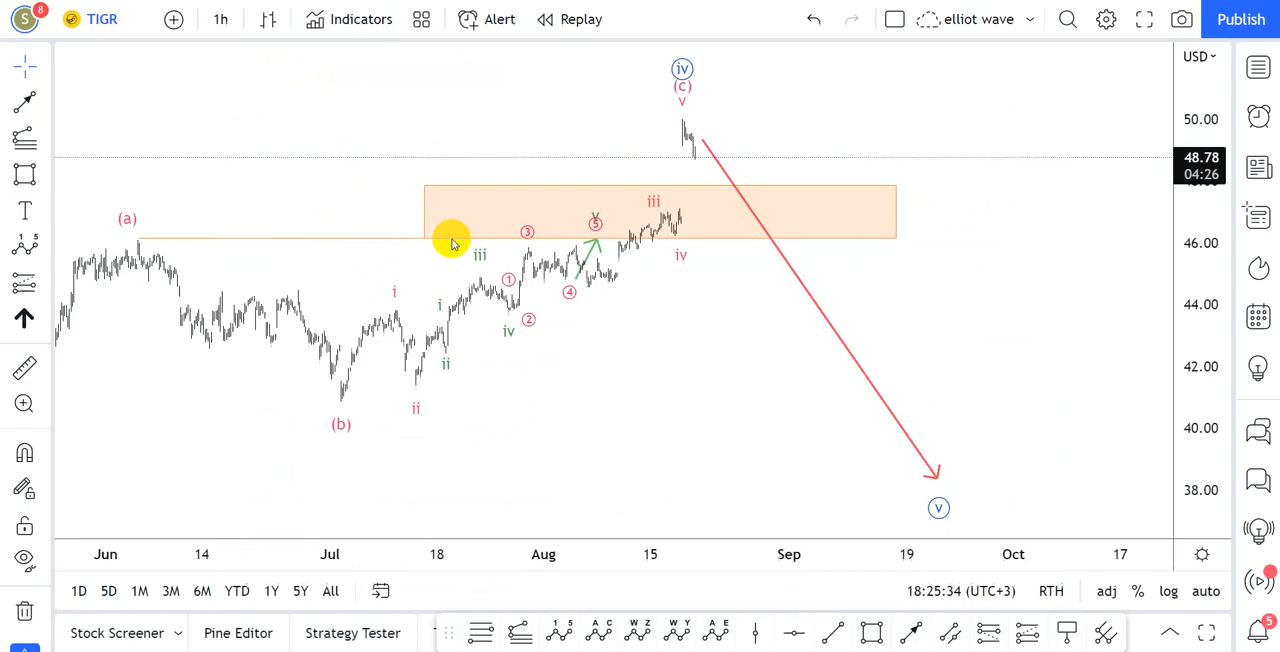 S 8 TIGR 1h Indicators Alert Replay elliot wave Publish
USD
iv
(c)
v
50.00
48.78
04:26
(a)
iii
v
5
3
46.00
iii
iv
1
4
i
i
44.00
2
iv
ii
42.00
ii
(b)
40.00
38.00
v
Jun 14 Jul 18 Aug 15 Sep 19 Oct 17
1D 5D 1M 3M 6M YTD 1Y 5Y All 18:25:34 (UTC+3) RTH adj % log auto
5
Stock Screener Pine Editor Strategy Tester